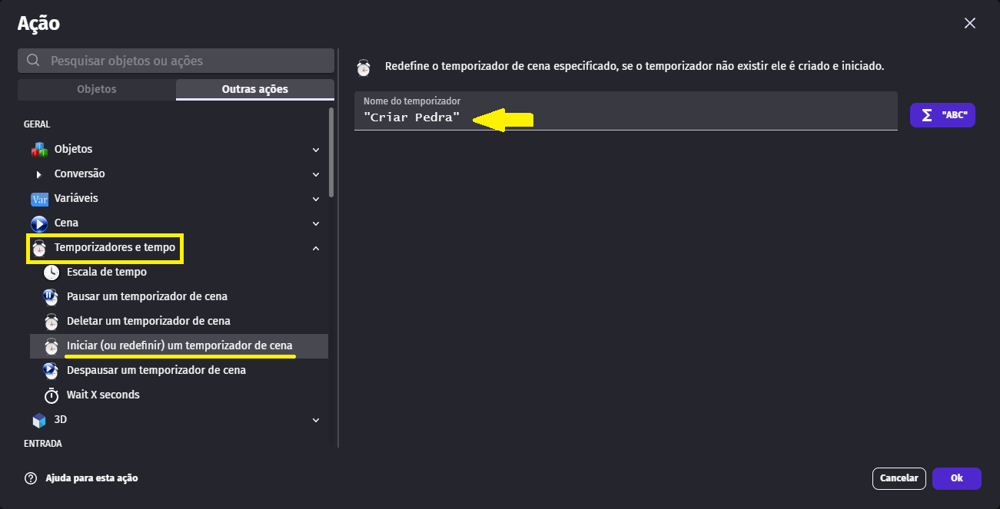 Ação
Pesquisar objetos ou ações
Objetos
Outras ações
GERAL
Objetos
Conversão
Var
Variáveis
Cena
Temporizadores e tempo
Escala de tempo
Pausar um temporizador de cena
Deletar um temporizador de cena
Iniciar (ou redefinir) um temporizador de cena
Despausar um temporizador de cena
Wait X seconds
3D
ENTRADA
Ajuda para esta ação
Redefine o temporizador de cena especificado, se o temporizador não existir ele é criado e iniciado.
Nome do temporizador
"Criar Pedra"
Σ "ABC"
Cancelar
Ok